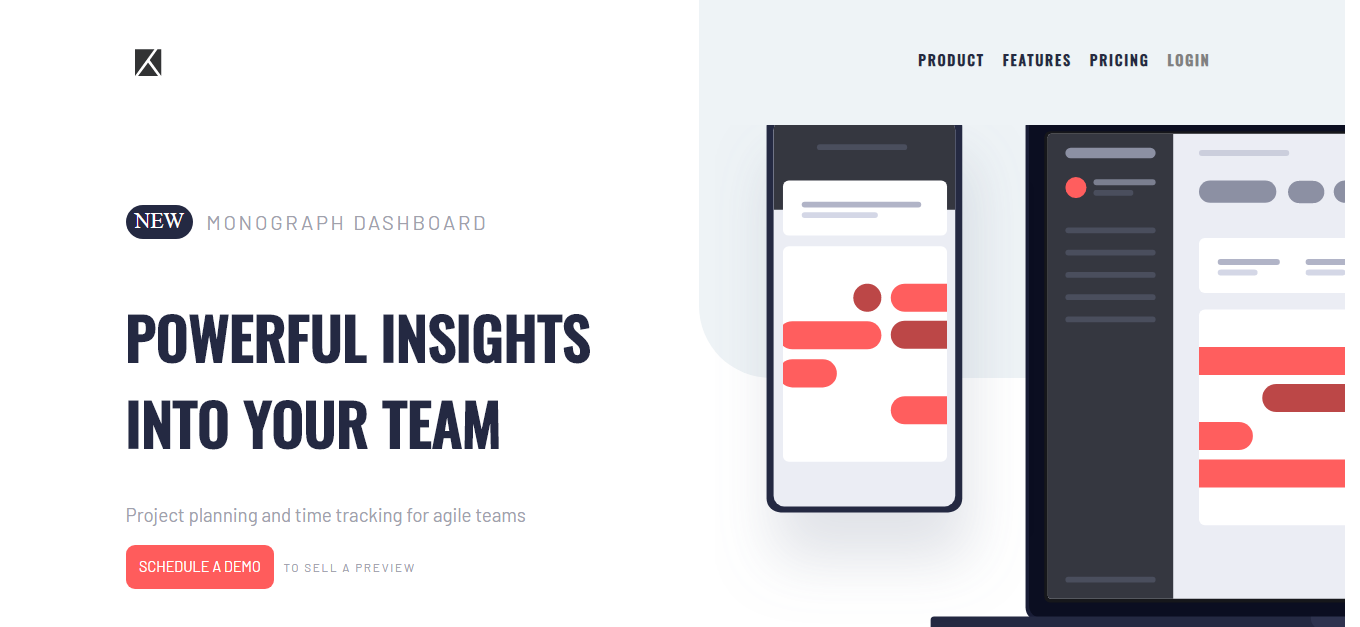 PRODUCT FEATURES PRICING LOGIN
NEW MONOGRAPH DASHBOARD
POWERFUL INSIGHTS
INTO YOUR TEAM
Project planning and time tracking for agile teams
SCHEDULE A DEMO TO SELL A PREVIEW